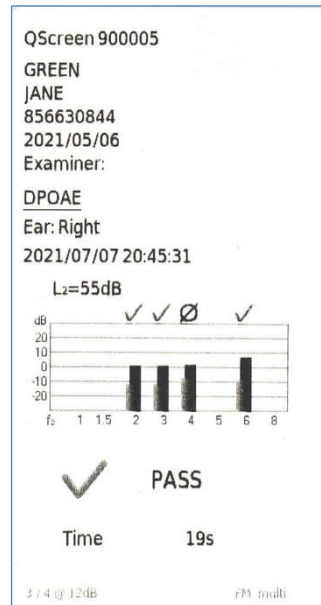 QScreen 900005
GREEN
JANE
856630844
2021/05/06
Examiner:
DPOAE
Ear: Right
2021/07/07 20:45:31
L₂=55dB
✓ ✓ Ø ✓
dB
20
10
0
-10
-20
f₂ 1 1.5 2 3 4 5 6 8
✓ PASS
Time 19s
3 / 4 @ 12dB FM multi